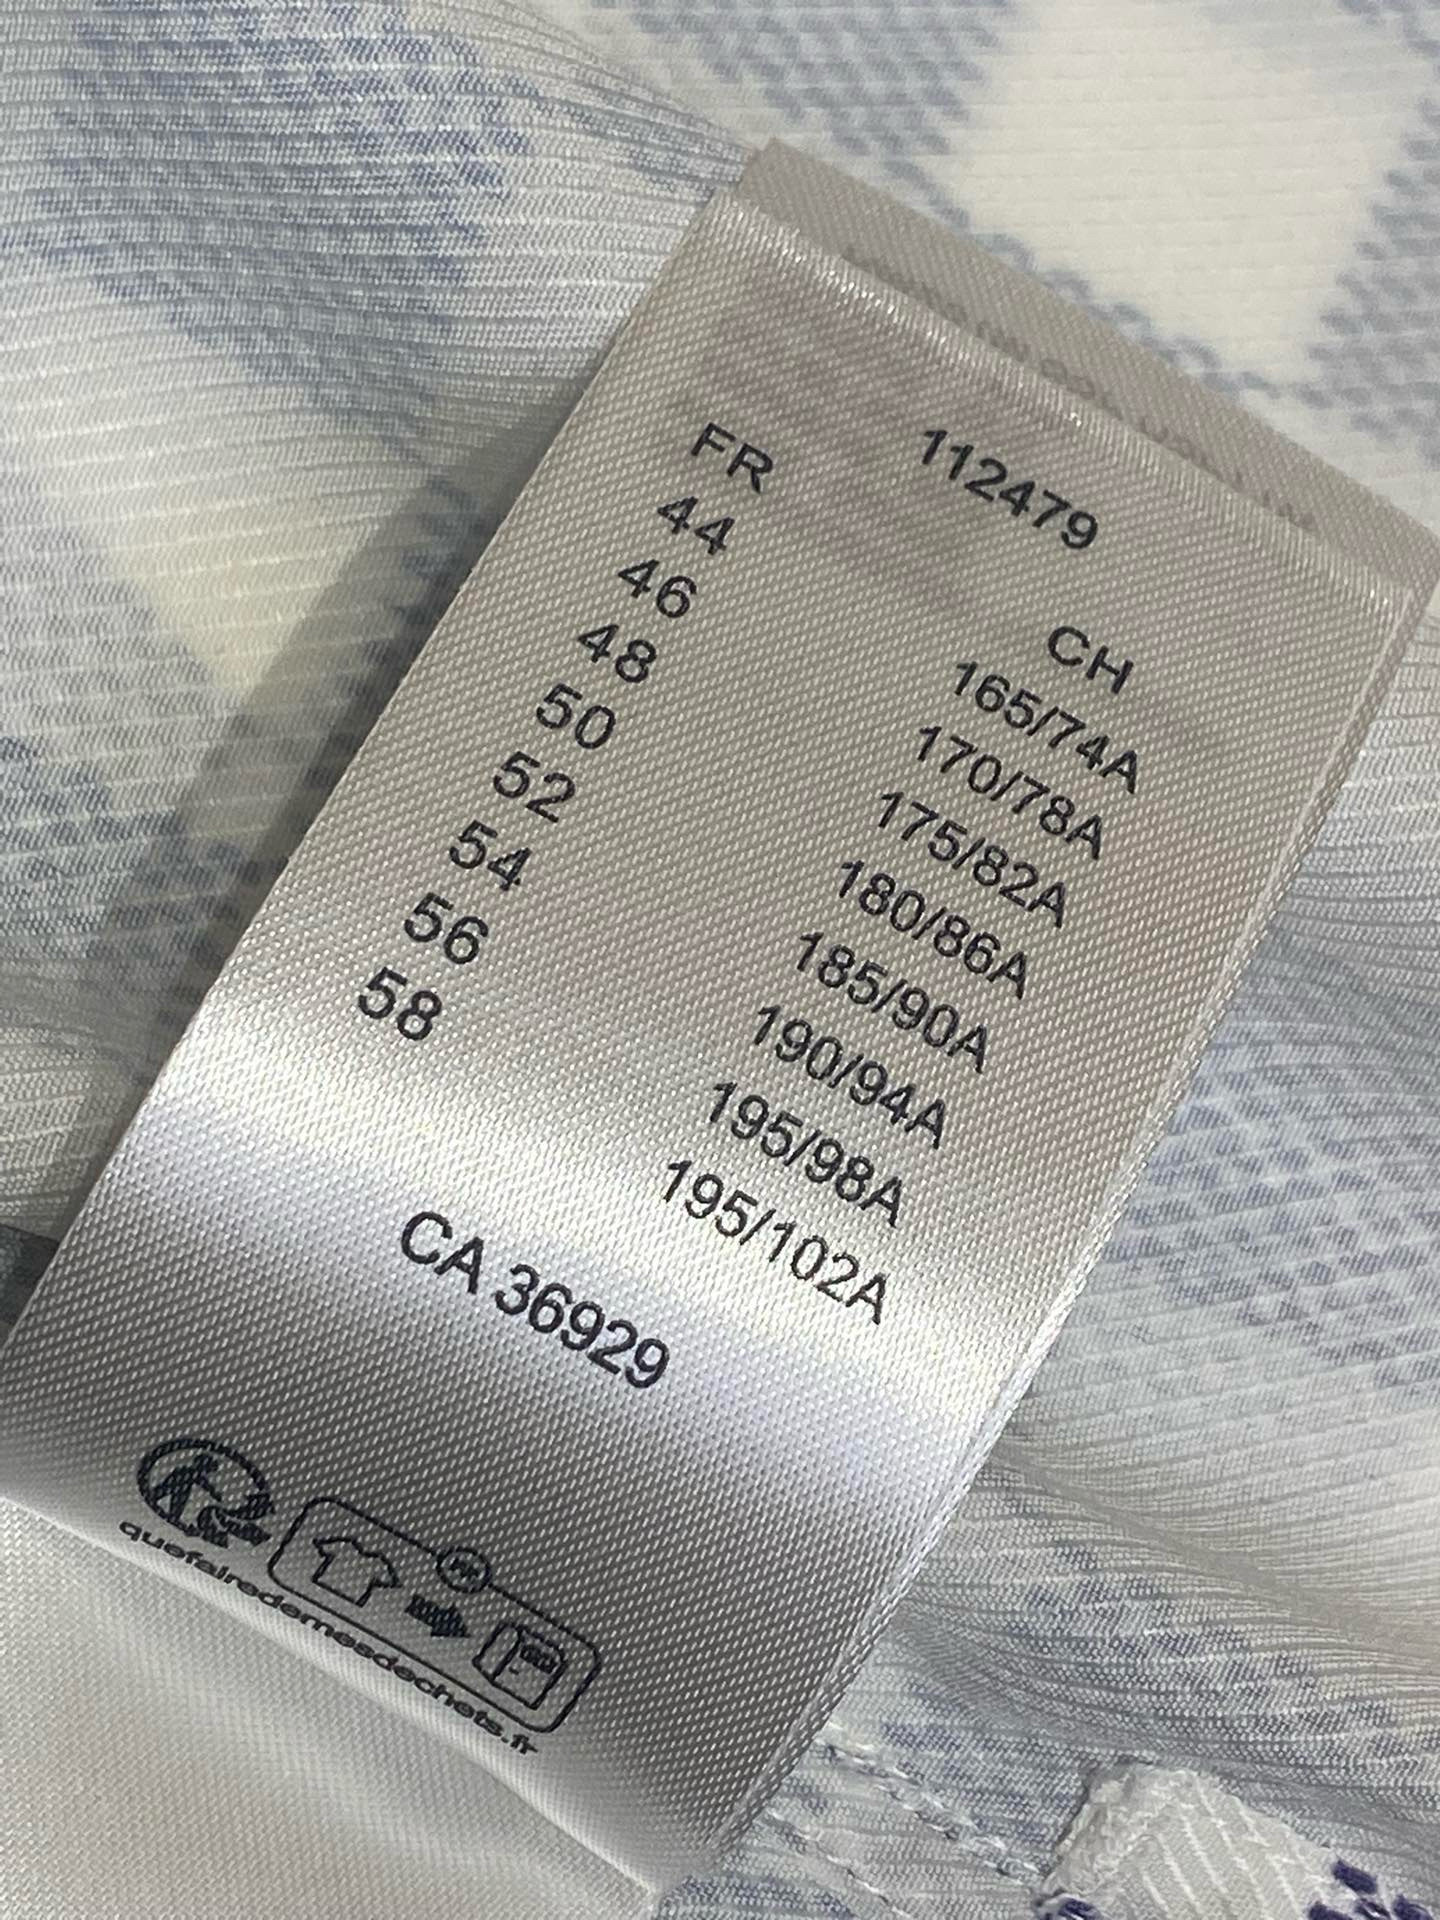 112479
FR CH
44 165/74A
46 170/78A
48 175/82A
50 180/86A
52 185/90A
54 190/94A
56 195/98A
58 195/102A
CA 36929
FR
quefairedemesdechets.fr